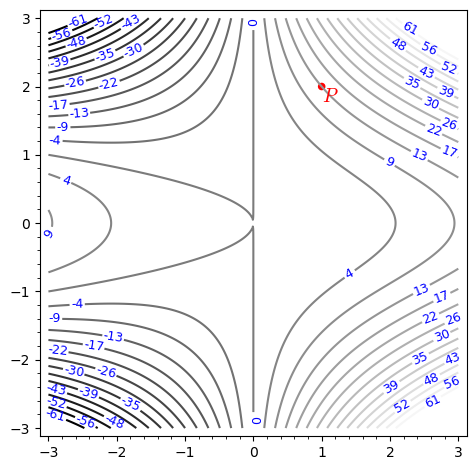 3
2
1
0
−1
−2
−3
−3 −2 −1 0 1 2 3
-61 -52 -43 0 61
-56 -48 -35 -30 48 56 52
-39 -26 -22 35 43 39
-17 -13 30 26
-9 22 17
-4 13
9
P
4
9
4
-4 13 17
-9 22 26
-13 30
-22 -17 35
-30 -26 43
-43 -39 -35 39 48 56
-52 -48 52 61
-61 -56 0